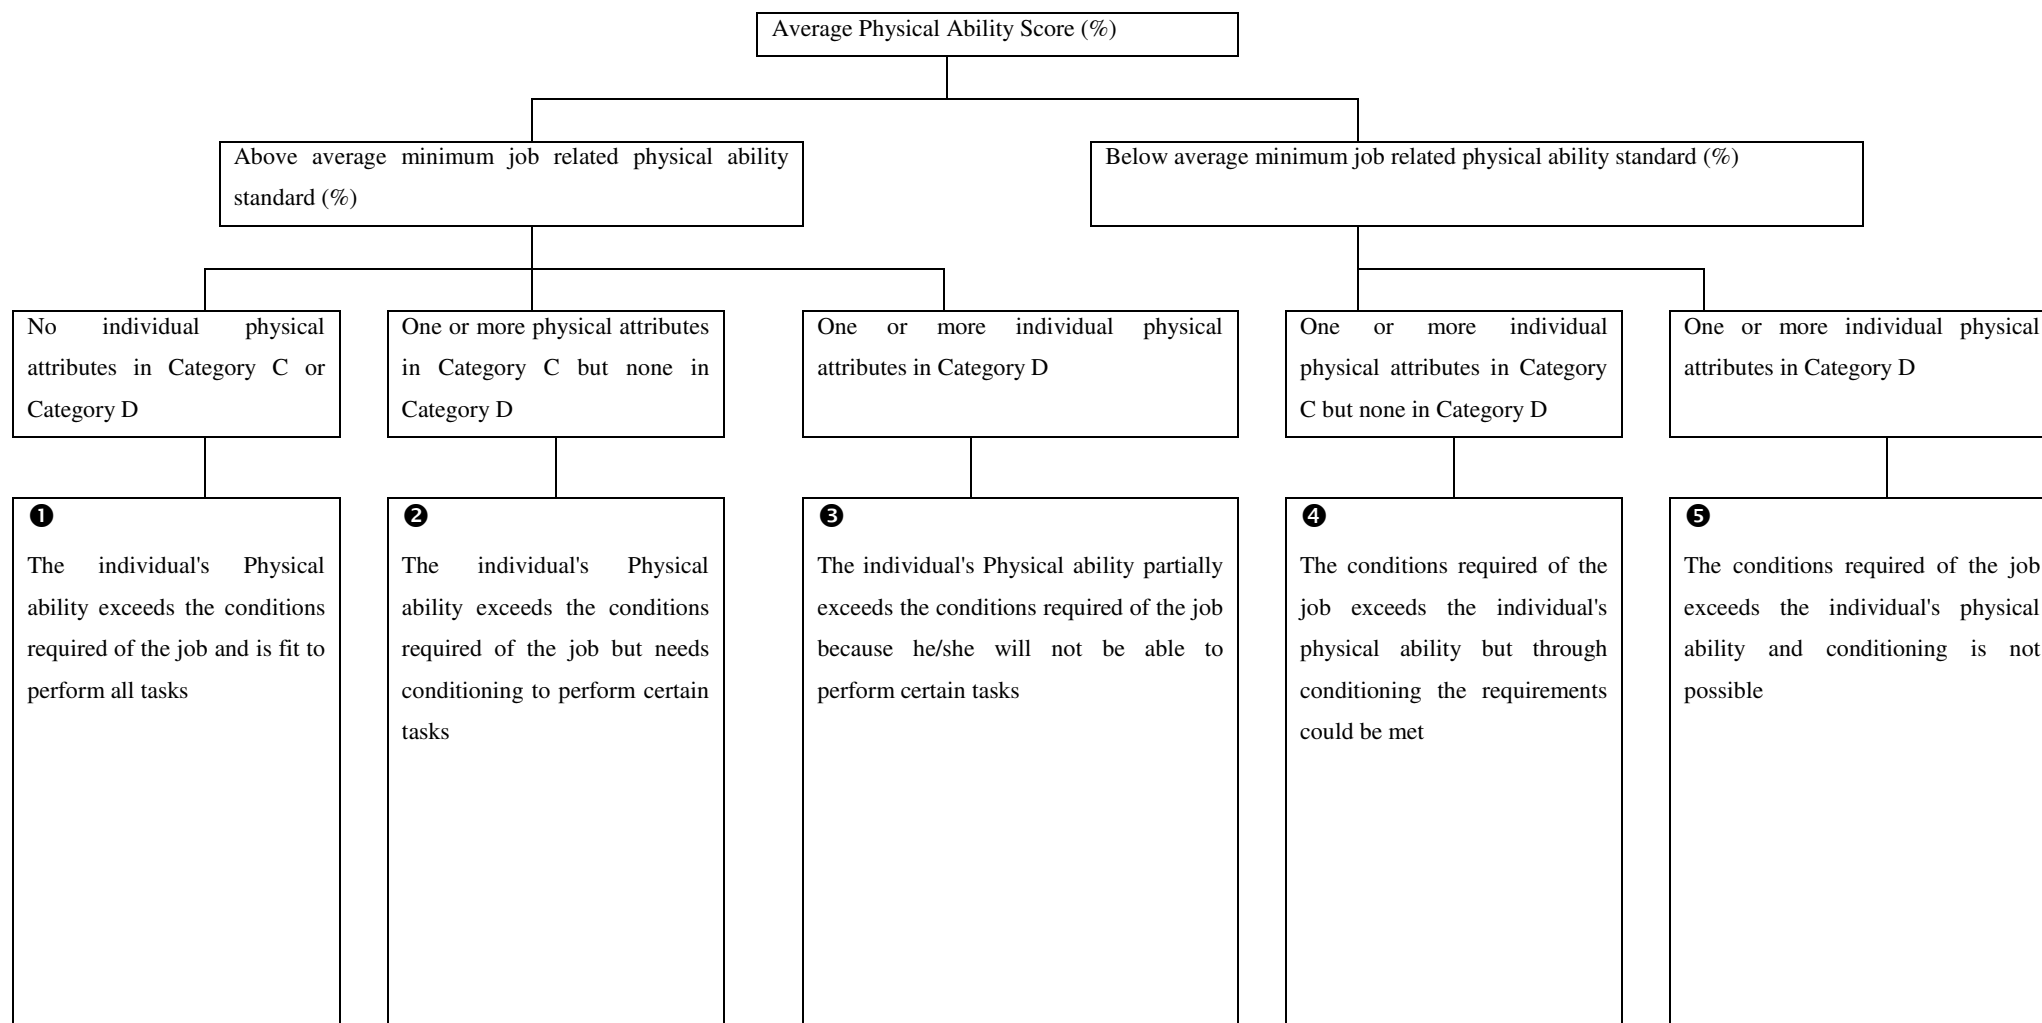 Average Physical Ability Score (%)
Above average minimum job related physical ability
standard (%)
Below average minimum job related physical ability standard (%)
No individual physical
attributes in Category C or
Category D
One or more physical attributes
in Category C but none in
Category D
One or more individual physical
attributes in Category D
One or more individual
physical attributes in Category
C but none in Category D
One or more individual physical
attributes in Category D
❶
The individual's Physical
ability exceeds the conditions
required of the job and is fit to
perform all tasks
❷
The individual's Physical
ability exceeds the conditions
required of the job but needs
conditioning to perform certain
tasks
❸
The individual's Physical ability partially
exceeds the conditions required of the job
because he/she will not be able to
perform certain tasks
❹
The conditions required of the
job exceeds the individual's
physical ability but through
conditioning the requirements
could be met
❺
The conditions required of the job
exceeds the individual's physical
ability and conditioning is not
possible